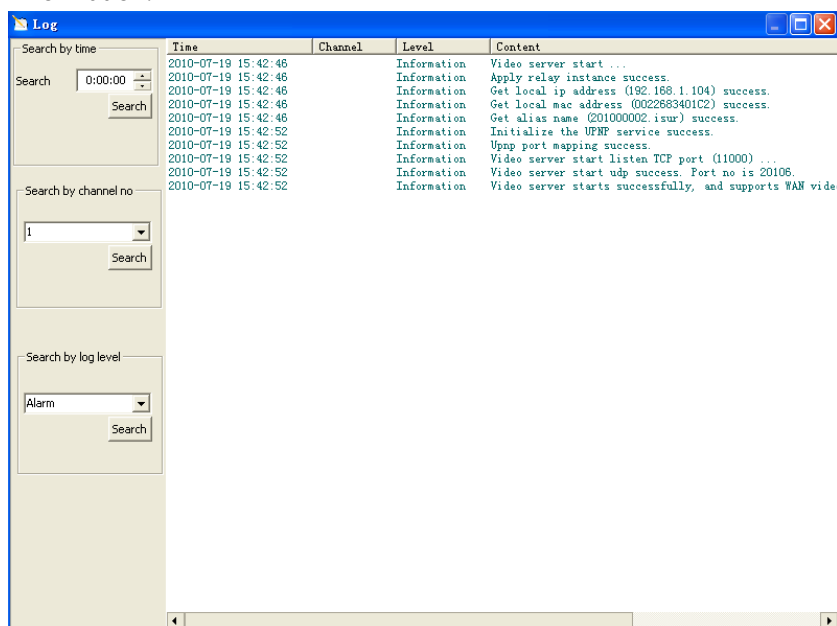 Log
Search by time
Search 0:00:00
Search
Search by channel no
1
Search
Search by log level
Alarm
Search
Time Channel Level Content
2010-07-19 15:42:46 Information Video server start ...
2010-07-19 15:42:46 Information Apply relay instance success.
2010-07-19 15:42:46 Information Get local ip address (192.168.1.104) success.
2010-07-19 15:42:46 Information Get local mac address (0022683401C2) success.
2010-07-19 15:42:46 Information Get alias name (201000002.isur) success.
2010-07-19 15:42:52 Information Initialize the UPNP service success.
2010-07-19 15:42:52 Information Upnp port mapping success.
2010-07-19 15:42:52 Information Video server start listen TCP port (11000) ...
2010-07-19 15:42:52 Information Video server start udp success. Port no is 20106.
2010-07-19 15:42:52 Information Video server starts successfully, and supports WAN vide